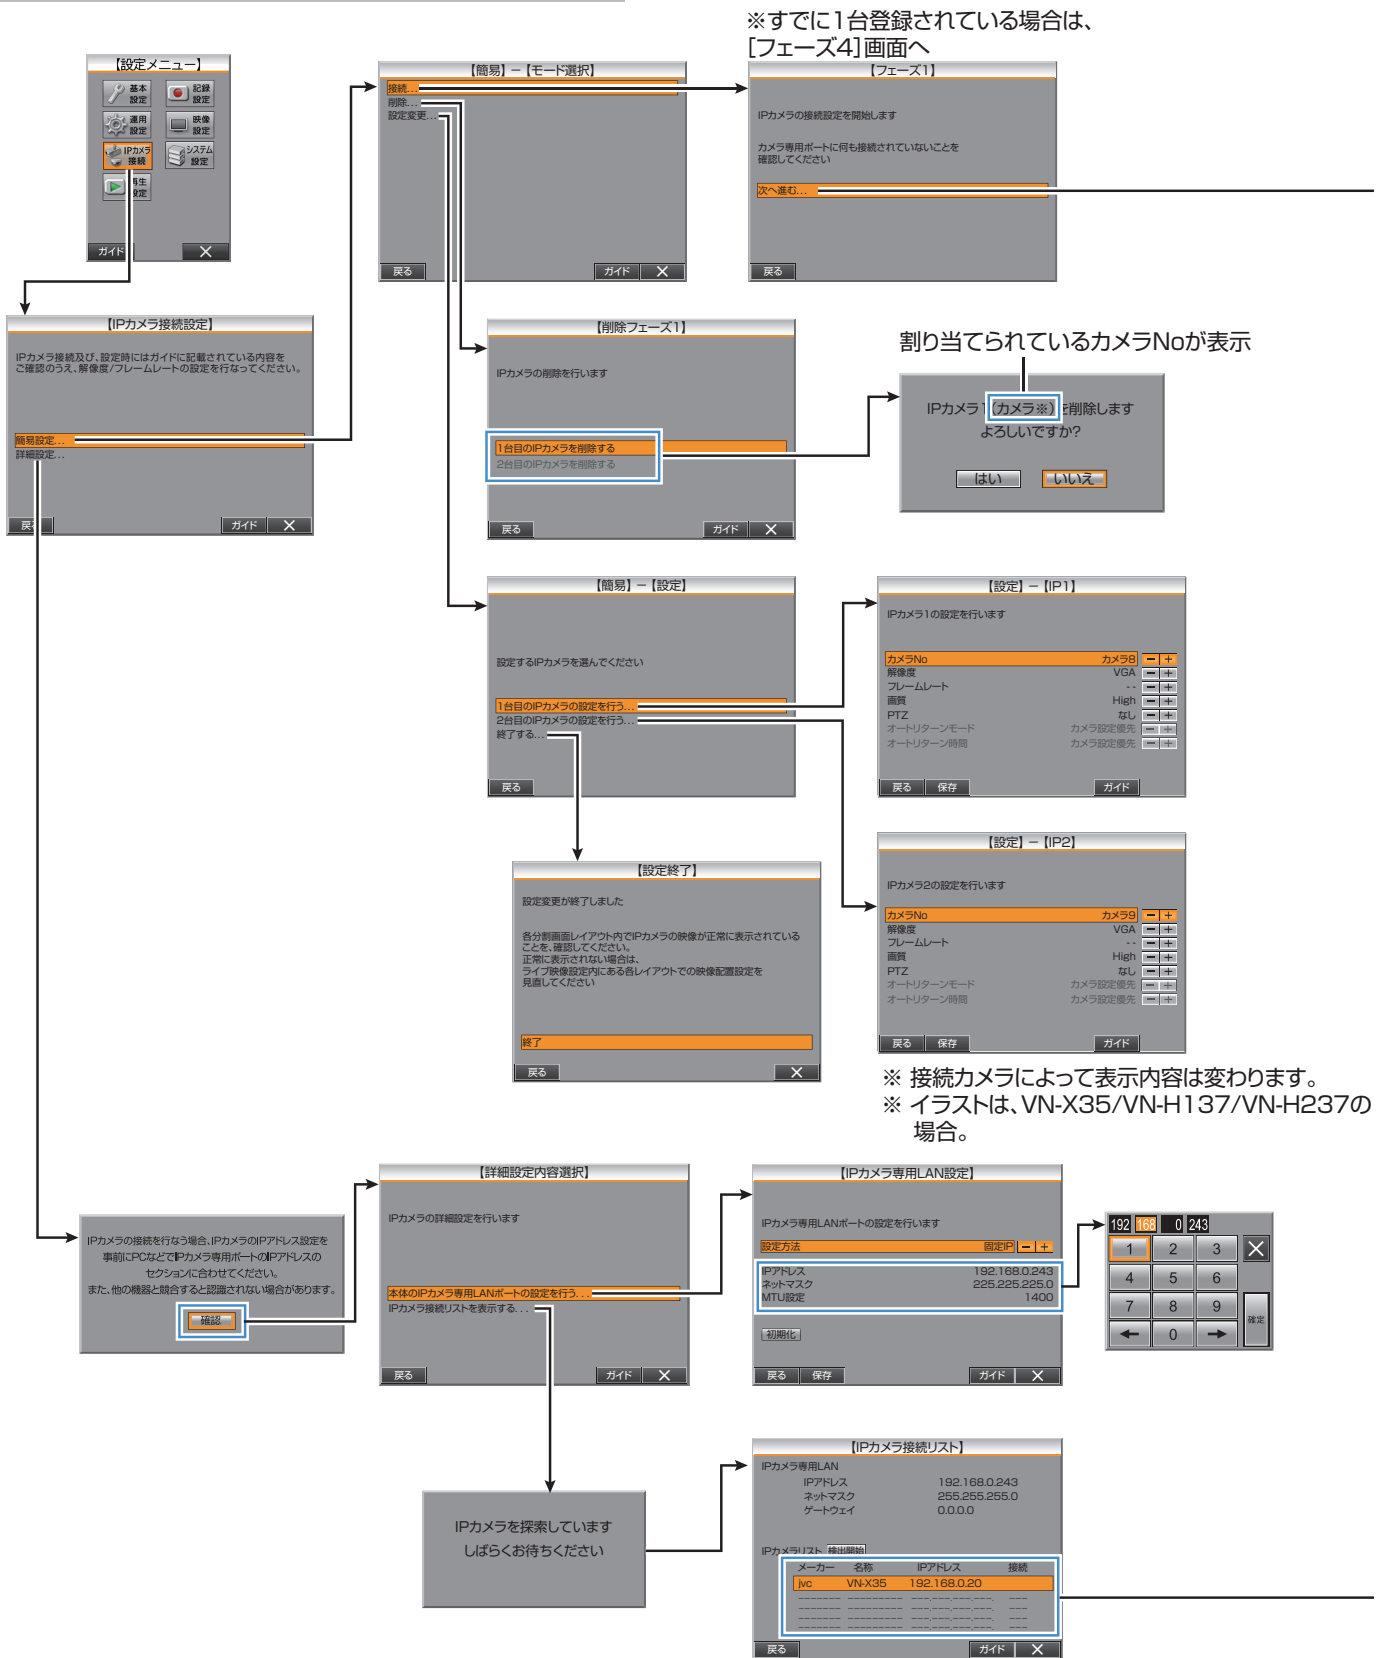 ※すでに1台登録されている場合は、
[フェーズ4]画面へ
【設定メニュー】
基本
設定
記録
設定
運用
設定
映像
設定
IPカメラ
接続
システム
設定
再生
設定
ガイド
×
【簡易】－【モード選択】
接続...
削除...
設定変更...
戻る
ガイド
×
【フェーズ1】
IPカメラの接続設定を開始します
カメラ専用ポートに何も接続されていないことを
確認してください
次へ進む...
戻る
【IPカメラ接続設定】
IPカメラ接続及び、設定時にはガイドに記載されている内容を
ご確認のうえ、解像度/フレームレートの設定を行なってください。
簡易設定...
詳細設定...
戻る
ガイド
×
【削除フェーズ1】
IPカメラの削除を行います
1台目のIPカメラを削除する
2台目のIPカメラを削除する
戻る
ガイド
×
割り当てられているカメラNoが表示
IPカメラ1(カメラ※)を削除します
よろしいですか?
はい
いいえ
【簡易】－【設定】
設定するIPカメラを選んでください
1台目のIPカメラの設定を行う...
2台目のIPカメラの設定を行う...
終了する...
戻る
【設定】－【IP1】
IPカメラ1の設定を行います
カメラNo カメラ8 － ＋
解像度 VGA － ＋
フレームレート -- － ＋
画質 High － ＋
PTZ なし － ＋
オートリターンモード カメラ設定優先 － ＋
オートリターン時間 カメラ設定優先 － ＋
戻る
保存
ガイド
【設定終了】
設定変更が終了しました
各分割画面レイアウト内でIPカメラの映像が正常に表示されている
ことを、確認してください。
正常に表示されない場合は、
ライブ映像設定内にある各レイアウトでの映像配置設定を
見直してください
終了
戻る
×
【設定】－【IP2】
IPカメラ2の設定を行います
カメラNo カメラ9 － ＋
解像度 VGA － ＋
フレームレート -- － ＋
画質 High － ＋
PTZ なし － ＋
オートリターンモード カメラ設定優先 － ＋
オートリターン時間 カメラ設定優先 － ＋
戻る
保存
ガイド
※ 接続カメラによって表示内容は変わります。
※ イラストは、VN-X35/VN-H137/VN-H237の
場合。
IPカメラの接続を行なう場合、IPカメラのIPアドレス設定を
事前にPCなどでIPカメラ専用ポートのIPアドレスの
セクションに合わせてください。
また、他の機器と競合すると認識されない場合があります。
確認
【詳細設定内容選択】
IPカメラの詳細設定を行います
本体のIPカメラ専用LANポートの設定を行う...
IPカメラ接続リストを表示する...
戻る
ガイド
×
【IPカメラ専用LAN設定】
IPカメラ専用LANポートの設定を行います
設定方法 固定IP － ＋
IPアドレス 192.168.0.243
ネットマスク 225.225.225.0
MTU設定 1400
初期化
戻る
保存
ガイド
×
192 168 0 243
1 2 3 ×
4 5 6
7 8 9
確定
← 0 →
IPカメラを探索しています
しばらくお待ちください
【IPカメラ接続リスト】
IPカメラ専用LAN
IPアドレス 192.168.0.243
ネットマスク 255.255.255.0
ゲートウェイ 0.0.0.0
IPカメラリスト 検出開始
メーカー 名称 IPアドレス 接続
jvc VN-X35 192.168.0.20
------- --------- ---.---.---.---. ---
------- --------- ---.---.---.---. ---
------- --------- ---.---.---.---. ---
戻る
ガイド
×